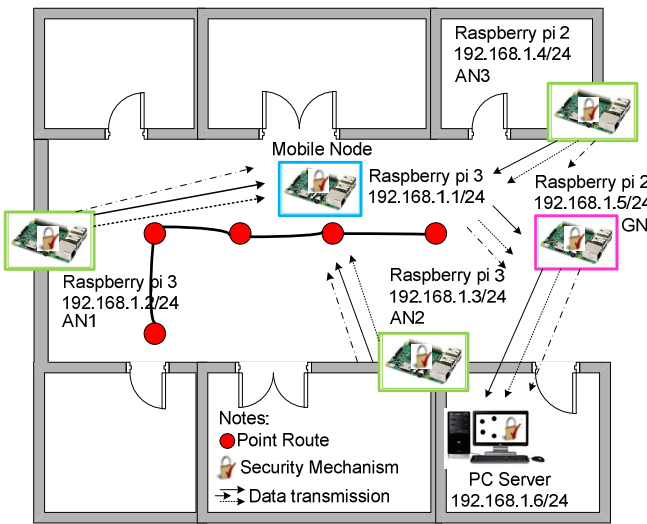 Raspberry pi 2
192.168.1.4/24
AN3
Mobile Node
Raspberry pi 3
192.168.1.1/24
Raspberry pi 2
192.168.1.5/24
GN
Raspberry pi 3
192.168.1.2/24
AN1
Raspberry pi 3
192.168.1.3/24
AN2
Notes:
Point Route
Security Mechanism
Data transmission
PC Server
192.168.1.6/24